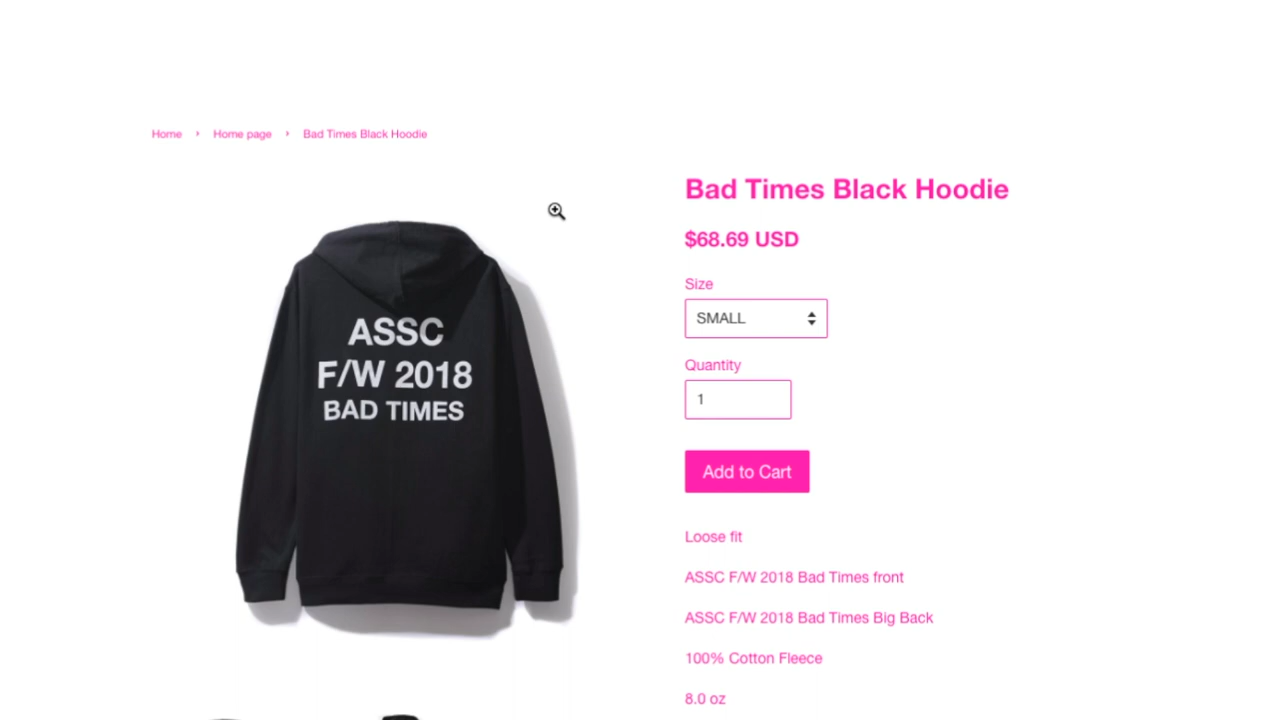 Home › Home page › Bad Times Black Hoodie
Bad Times Black Hoodie
$68.69 USD
Size
SMALL
Quantity
1
Add to Cart
Loose fit
ASSC F/W 2018 Bad Times front
ASSC F/W 2018 Bad Times Big Back
100% Cotton Fleece
8.0 oz
ASSC
F/W 2018
BAD TIMES